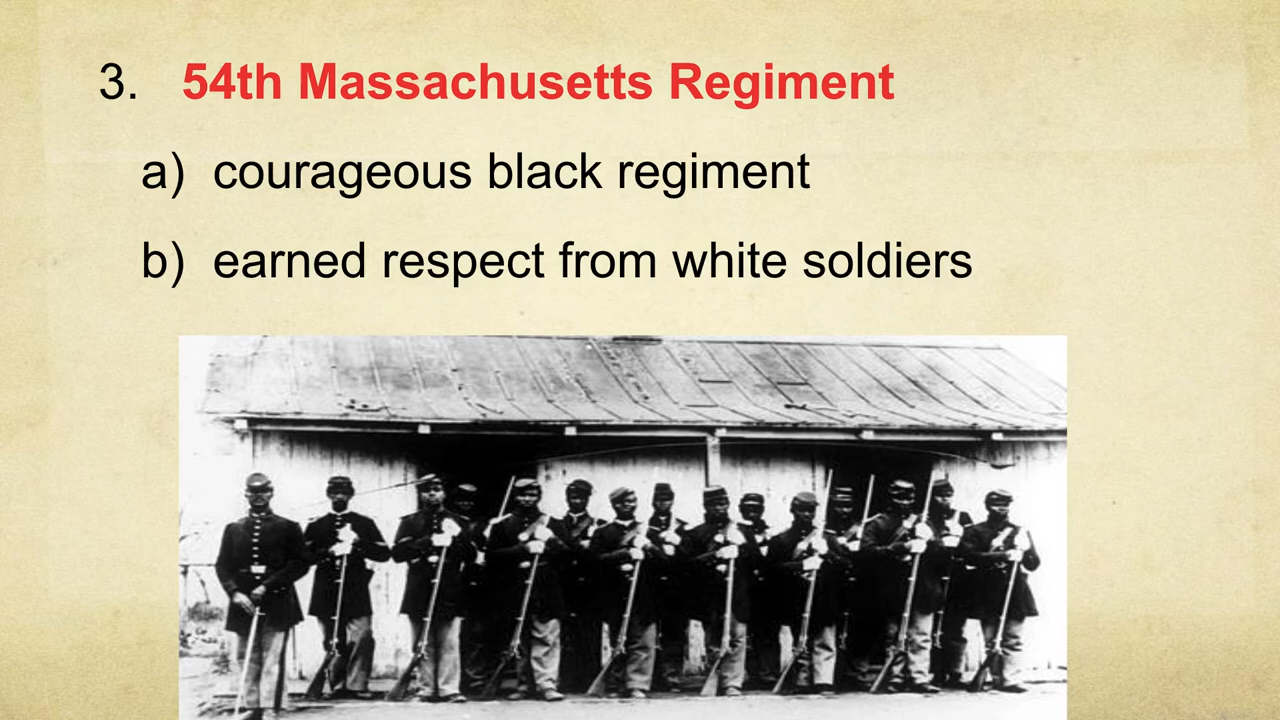 3. 54th Massachusetts Regiment
a) courageous black regiment
b) earned respect from white soldiers